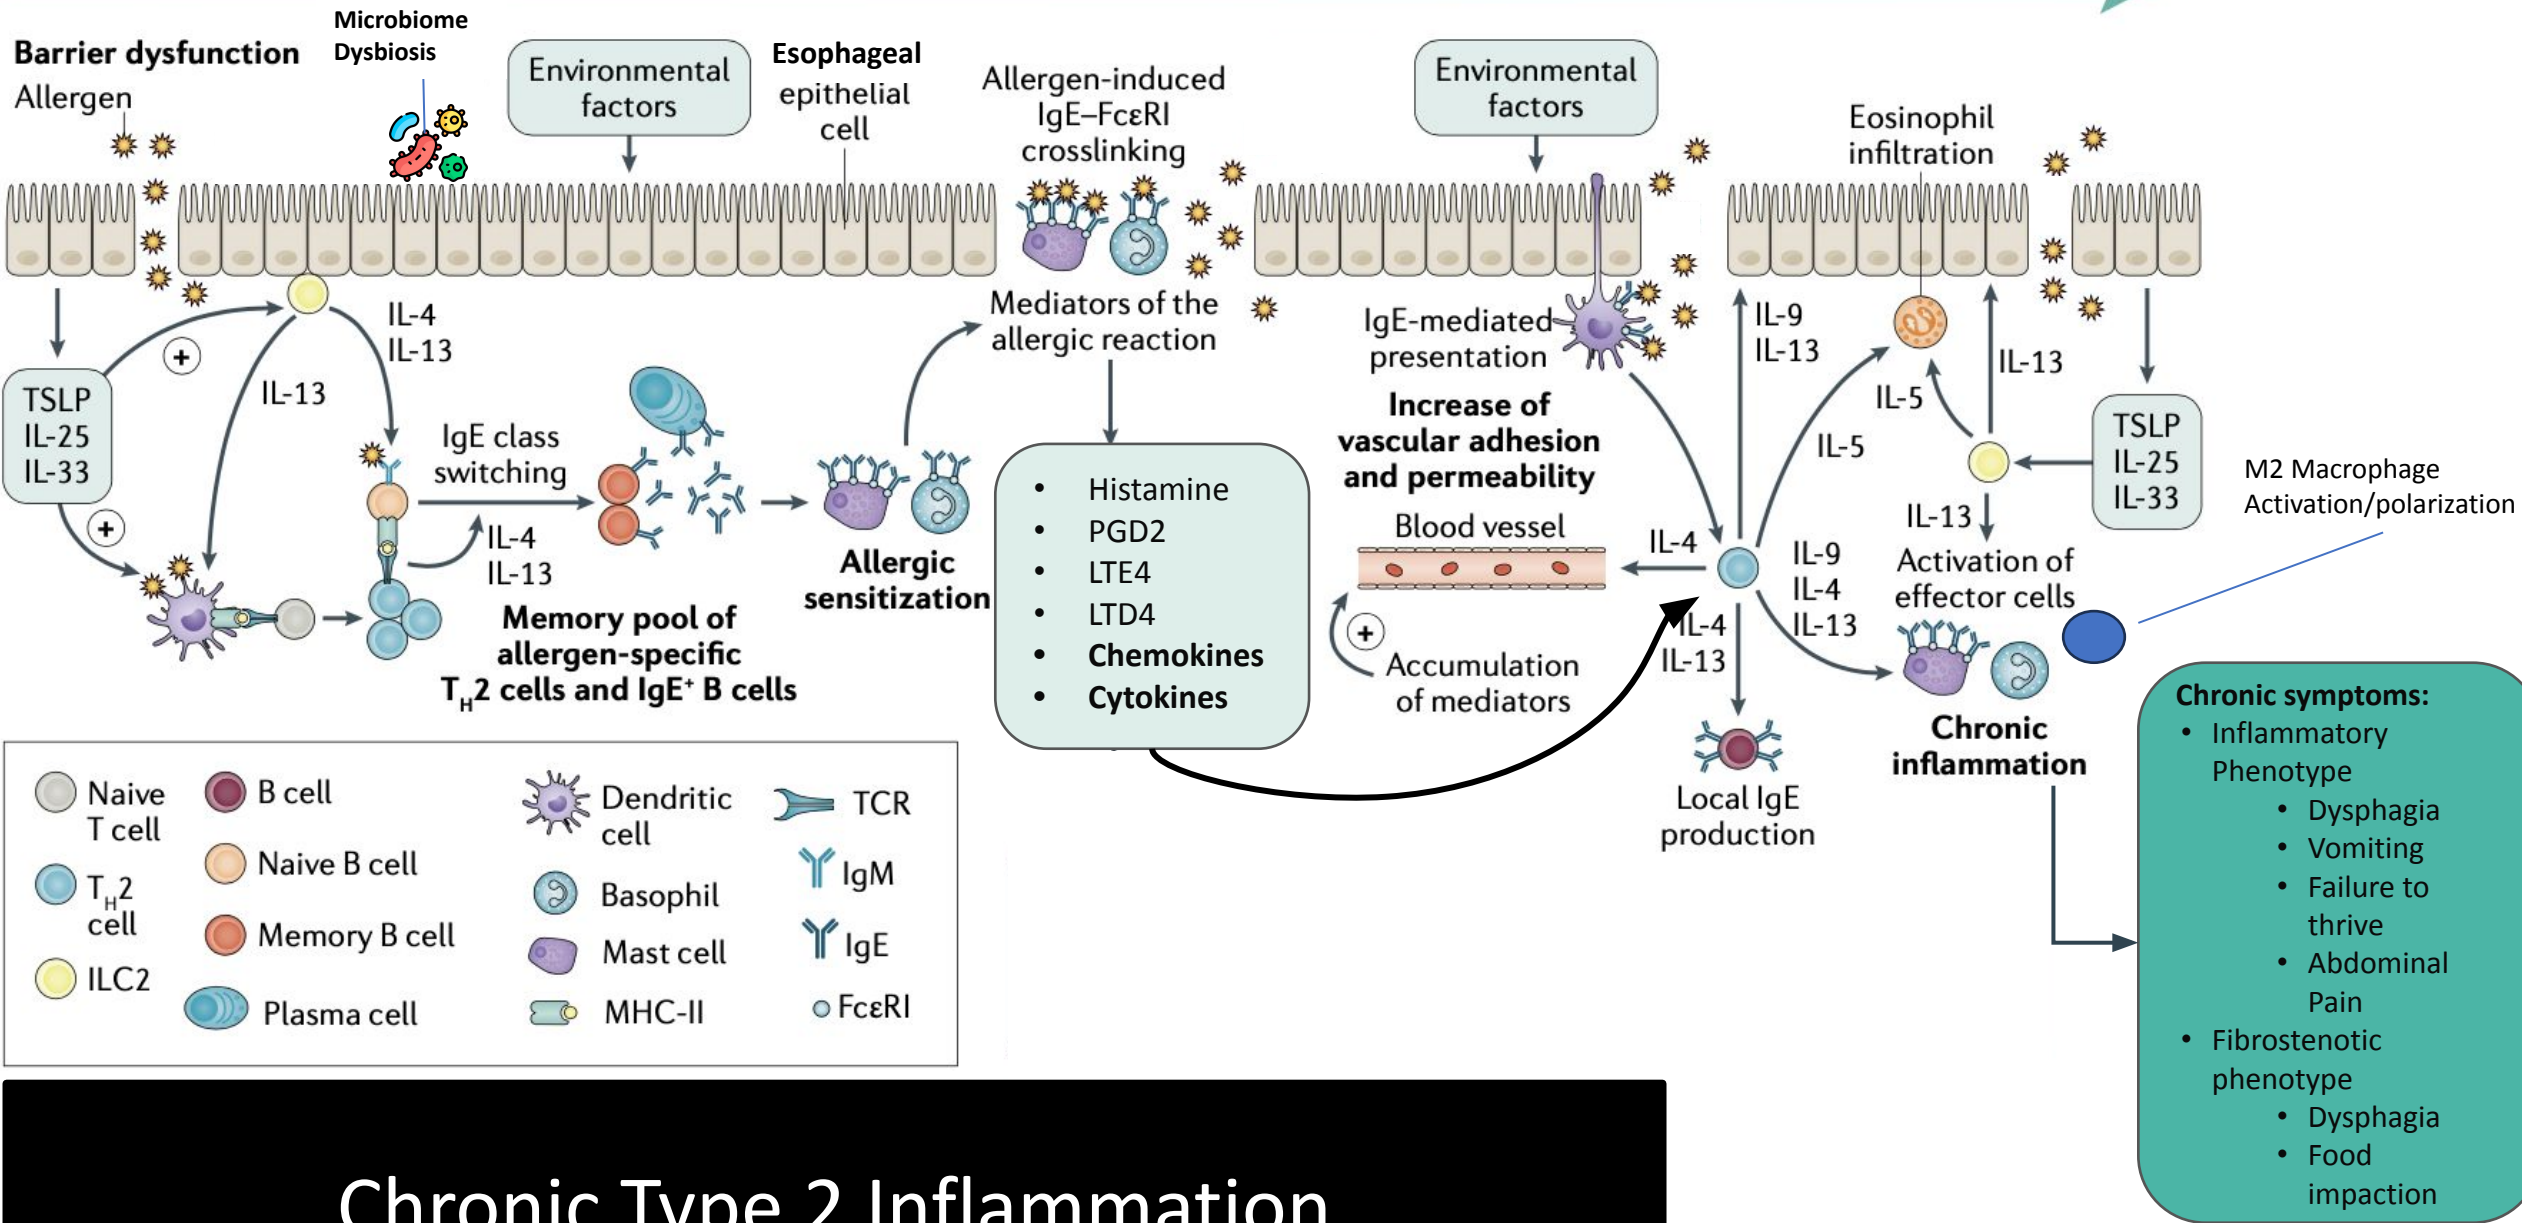 Microbiome
Dysbiosis
Barrier dysfunction
Allergen
Environmental
factors
Esophageal
epithelial
cell
Allergen-induced
IgE–FcεRI
crosslinking
Environmental
factors
Eosinophil
infiltration
TSLP
IL-25
IL-33
+
+
IL-4
IL-13
IL-13
IgE class
switching
IL-4
IL-13
Memory pool of
allergen-specific
TH2 cells and IgE+ B cells
Allergic
sensitization
Mediators of the
allergic reaction
• Histamine
• PGD2
• LTE4
• LTD4
• Chemokines
• Cytokines
IgE-mediated
presentation
Increase of
vascular adhesion
and permeability
Blood vessel
+
Accumulation
of mediators
IL-4
IL-9
IL-13
IL-5
IL-5
IL-13
IL-4
IL-13
Local IgE
production
IL-9
IL-4
IL-13
IL-13
Activation of
effector cells
TSLP
IL-25
IL-33
M2 Macrophage
Activation/polarization
Chronic
inflammation
Chronic symptoms:
• Inflammatory
Phenotype
• Dysphagia
• Vomiting
• Failure to
thrive
• Abdominal
Pain
• Fibrostenotic
phenotype
• Dysphagia
• Food
impaction
Naive
T cell
TH2
cell
ILC2
B cell
Naive B cell
Memory B cell
Plasma cell
Dendritic
cell
Basophil
Mast cell
MHC-II
TCR
IgM
IgE
FcεRI
Chronic Type 2 Inflammation